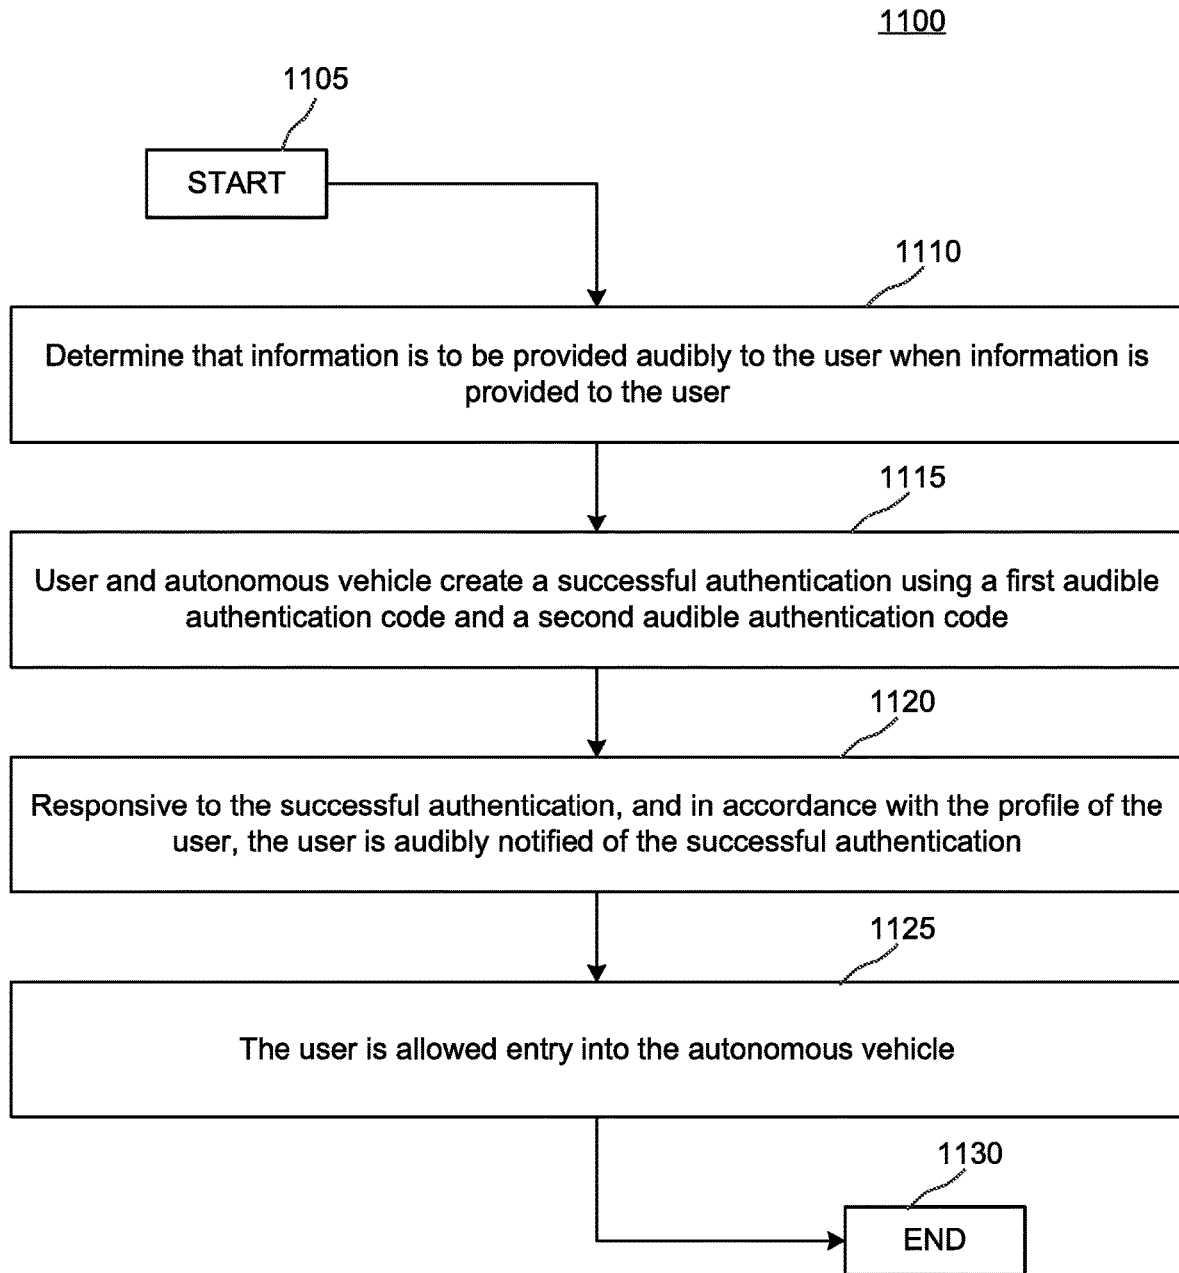 1100
1105
START
1110
Determine that information is to be provided audibly to the user when information is
provided to the user
1115
User and autonomous vehicle create a successful authentication using a first audible
authentication code and a second audible authentication code
1120
Responsive to the successful authentication, and in accordance with the profile of the
user, the user is audibly notified of the successful authentication
1125
The user is allowed entry into the autonomous vehicle
1130
END